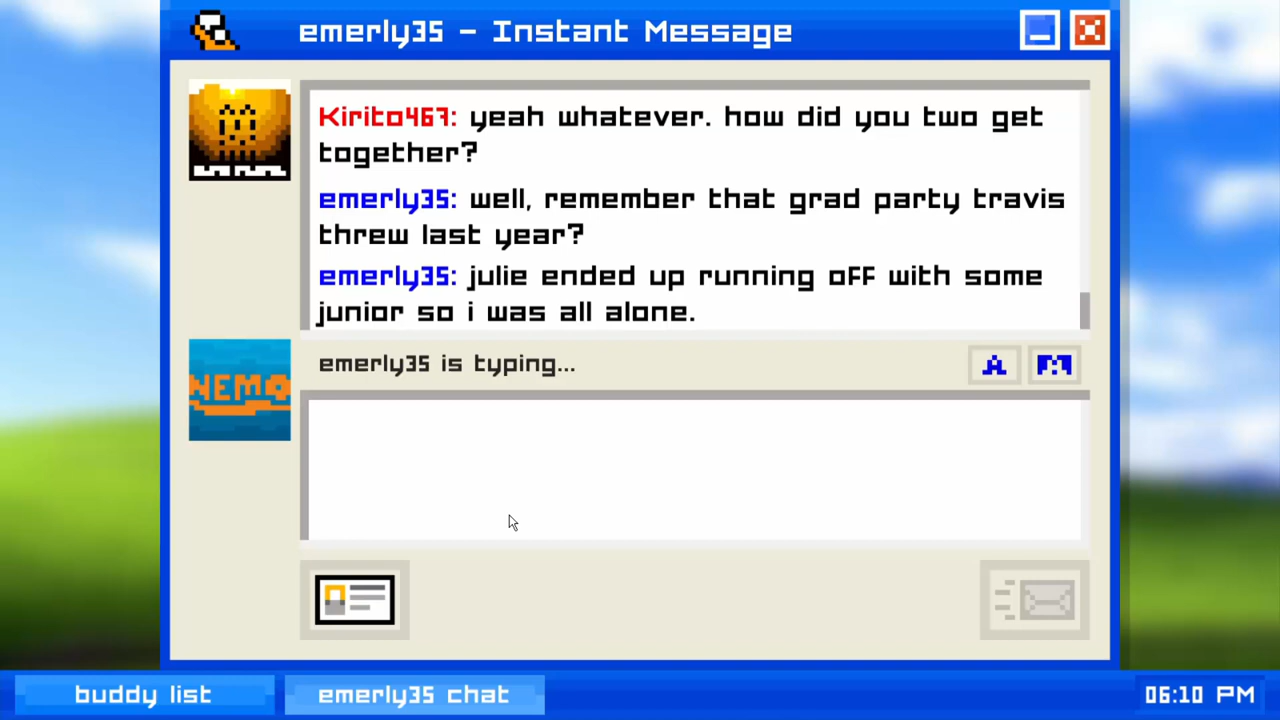 emerly35 - Instant Message
Kirito467: yeah whatever. how did you two get
together?
emerly35: well, remember that grad party travis
threw last year?
emerly35: julie ended up running off with some
junior so i was all alone.
emerly35 is typing...
A
NEMO
buddy list
emerly35 chat
06:10 PM